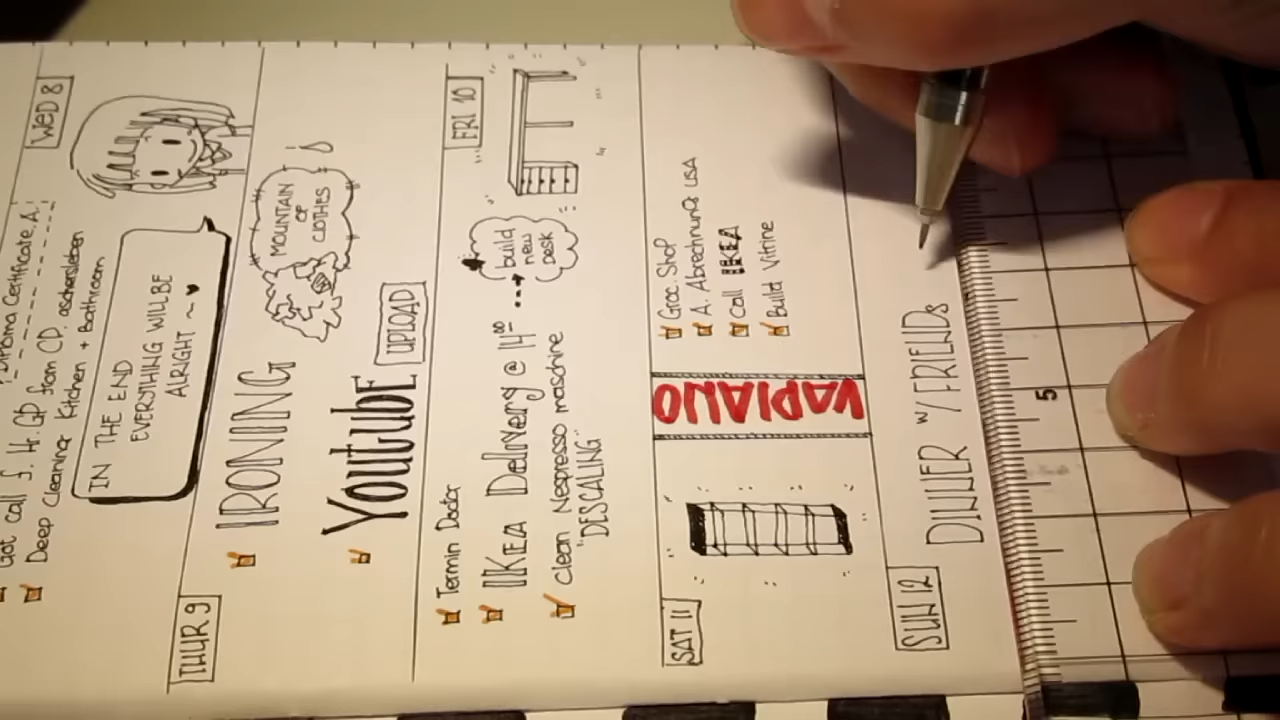 WED 8
Diploma Certificate A.
Got call f. Hr. GP from CP. aschersleben
Deep Cleaning Kitchen + Bathroom
IN THE END
EVERYTHING WILL BE
ALRIGHT ~ ♥
THUR 9
IRONING
MOUNTAIN
OF
CLOTHES
Youtube UPLOAD
FRI 10
Termin Doctor
IKEA Delivery @ 14⁰⁰
build
new
DESK
clean Nespresso maschine
"DESCALING"
SAT 11
VAPIANO
Groc. Shop
A. Abrechnung USA
Call IKEA
Build Vitrine
SUN 12
DINNER w/ FRIENDs
5